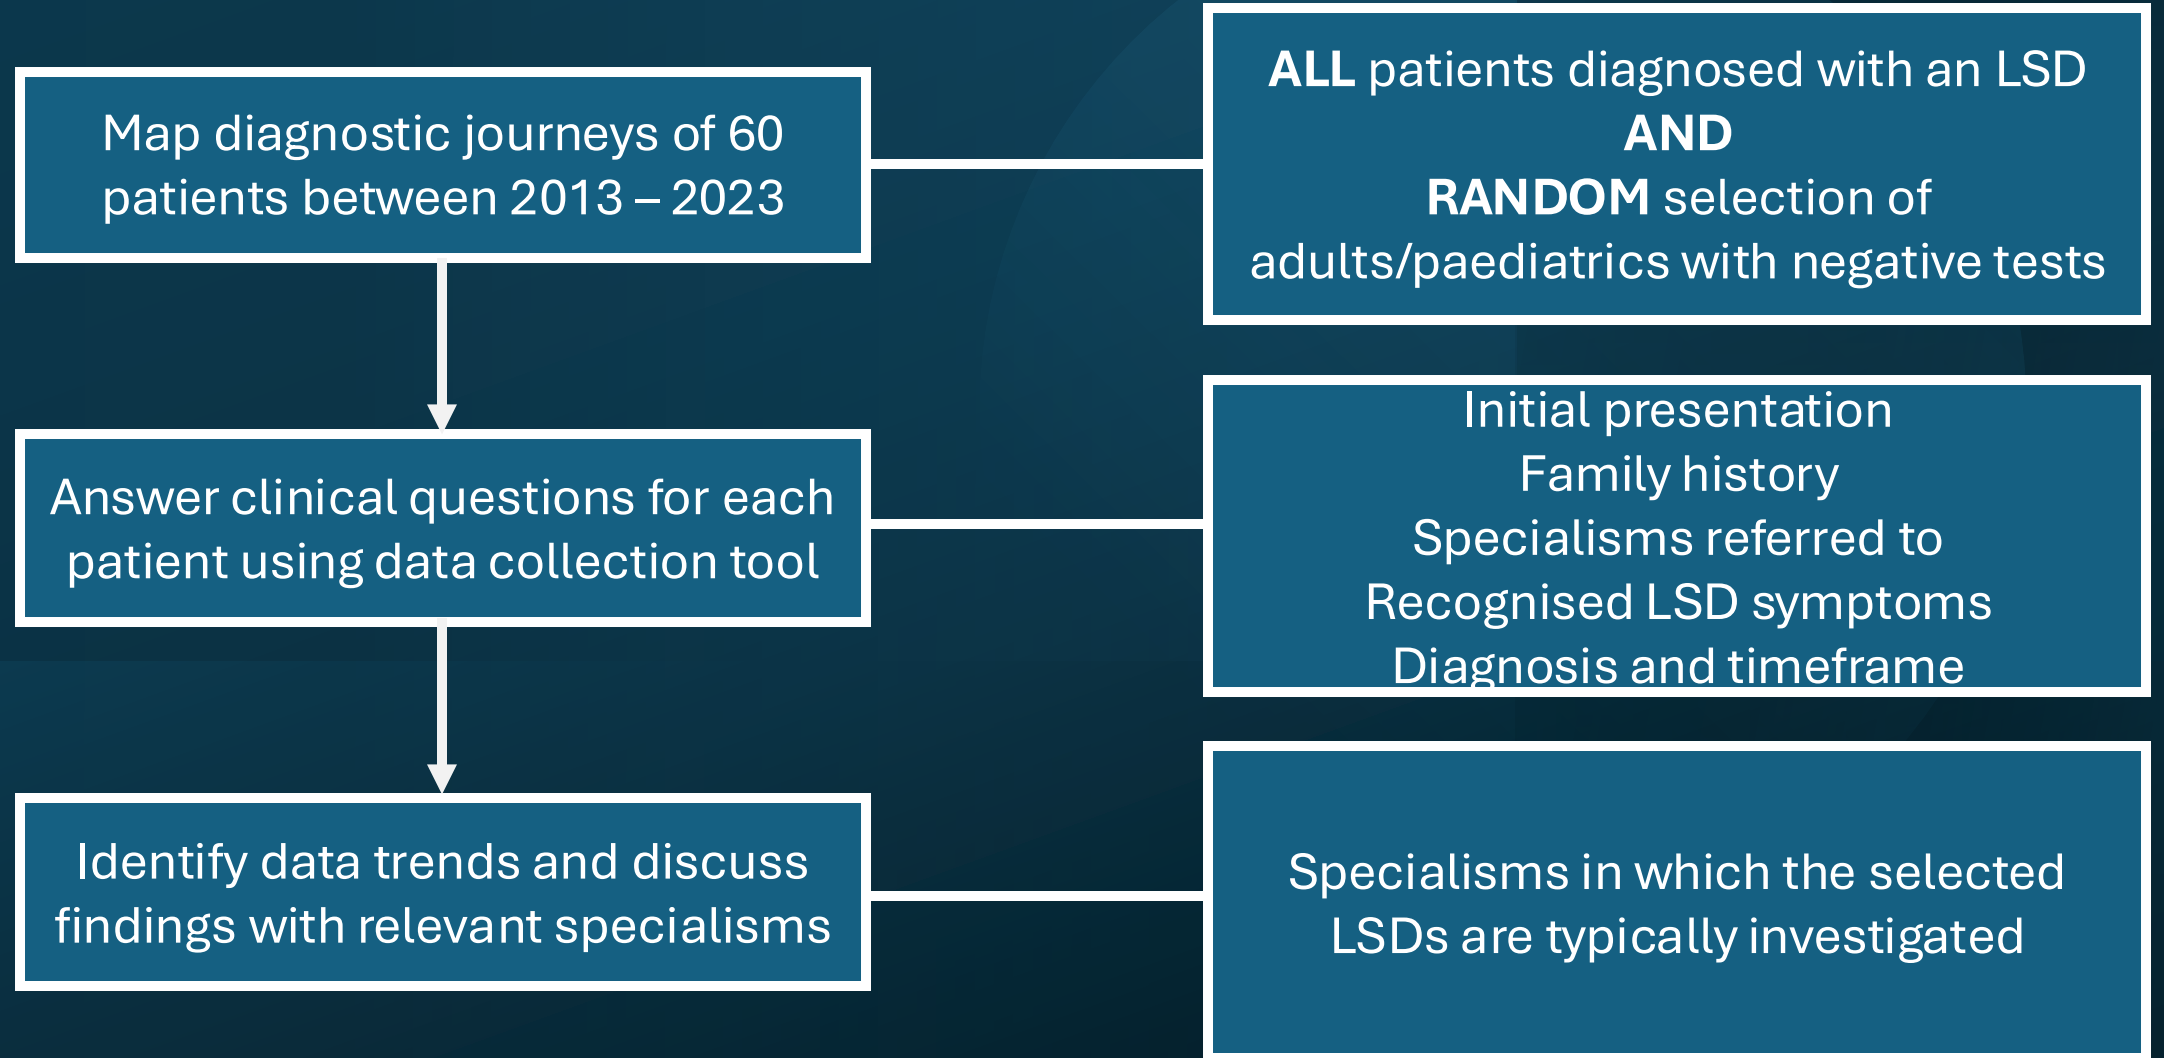 Map diagnostic journeys of 60
patients between 2013 – 2023
ALL patients diagnosed with an LSD
AND
RANDOM selection of
adults/paediatrics with negative tests
Answer clinical questions for each
patient using data collection tool
Initial presentation
Family history
Specialisms referred to
Recognised LSD symptoms
Diagnosis and timeframe
Identify data trends and discuss
findings with relevant specialisms
Specialisms in which the selected
LSDs are typically investigated